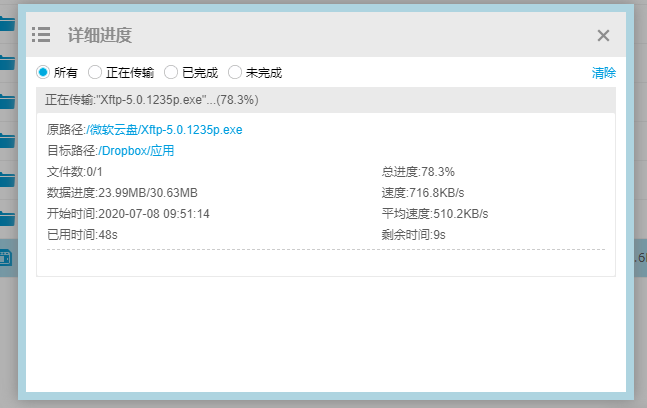 详细进度
所有 正在传输 已完成 未完成 清除
正在传输:"Xftp-5.0.1235p.exe"...(78.3%)
原路径:/微软云盘/Xftp-5.0.1235p.exe
目标路径:/Dropbox/应用
文件数:0/1 总进度:78.3%
数据进度:23.99MB/30.63MB 速度:716.8KB/s
开始时间:2020-07-08 09:51:14 平均速度:510.2KB/s
已用时间:48s 剩余时间:9s